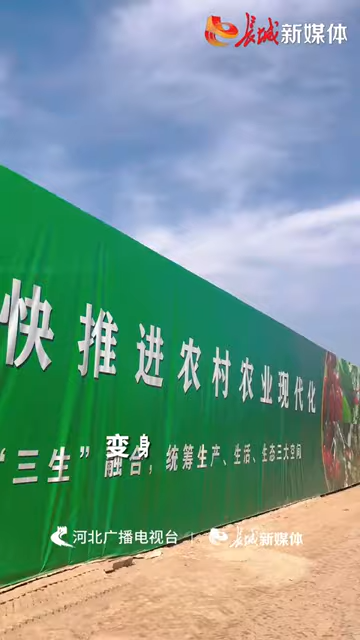 长城新媒体
快推进农村农业现代化
“三生”融合，统筹生产、生活、生态三大空间
变身
河北广播电视台 | 长城新媒体